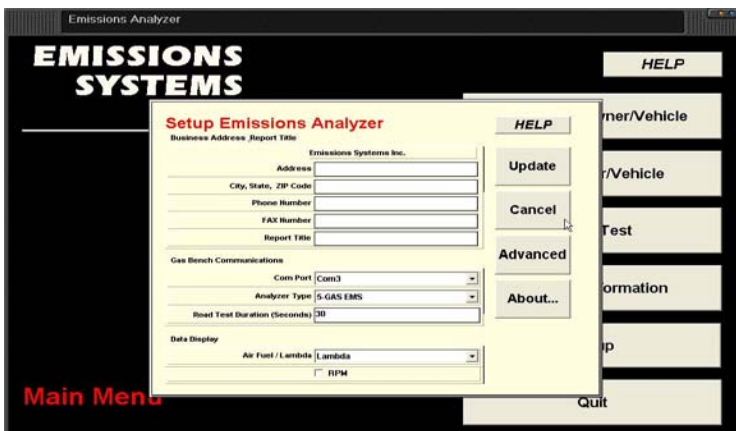 Emissions Analyzer
EMISSIONS
SYSTEMS
HELP
Setup Emissions Analyzer
HELP
Business Address ,Report Title
Emissions Systems Inc.
Address
City, State, ZIP Code
Phone Number
FAX Number
Report Title
Update
Cancel
Advanced
About...
Gas Bench Communications
Com Port Com3
Analyzer Type 5-GAS EMS
Road Test Duration (Seconds) 30
Data Display
Air Fuel / Lambda Lambda
RPM
ner/Vehicle
r/Vehicle
Test
ormation
up
Quit
Main Menu